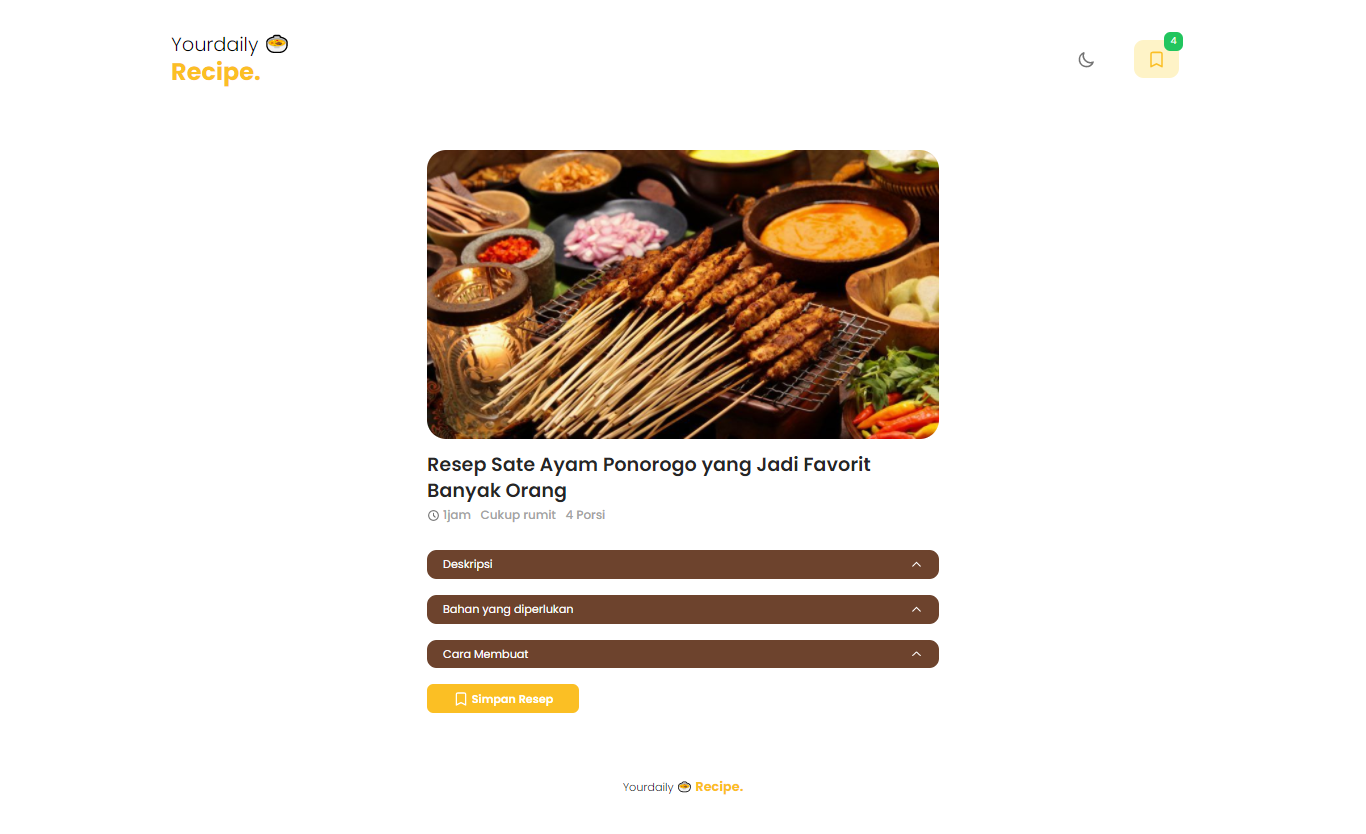 Yourdaily
Recipe.
4
Resep Sate Ayam Ponorogo yang Jadi Favorit
Banyak Orang
1jam Cukup rumit 4 Porsi
Deskripsi
Bahan yang diperlukan
Cara Membuat
Simpan Resep
Yourdaily Recipe.